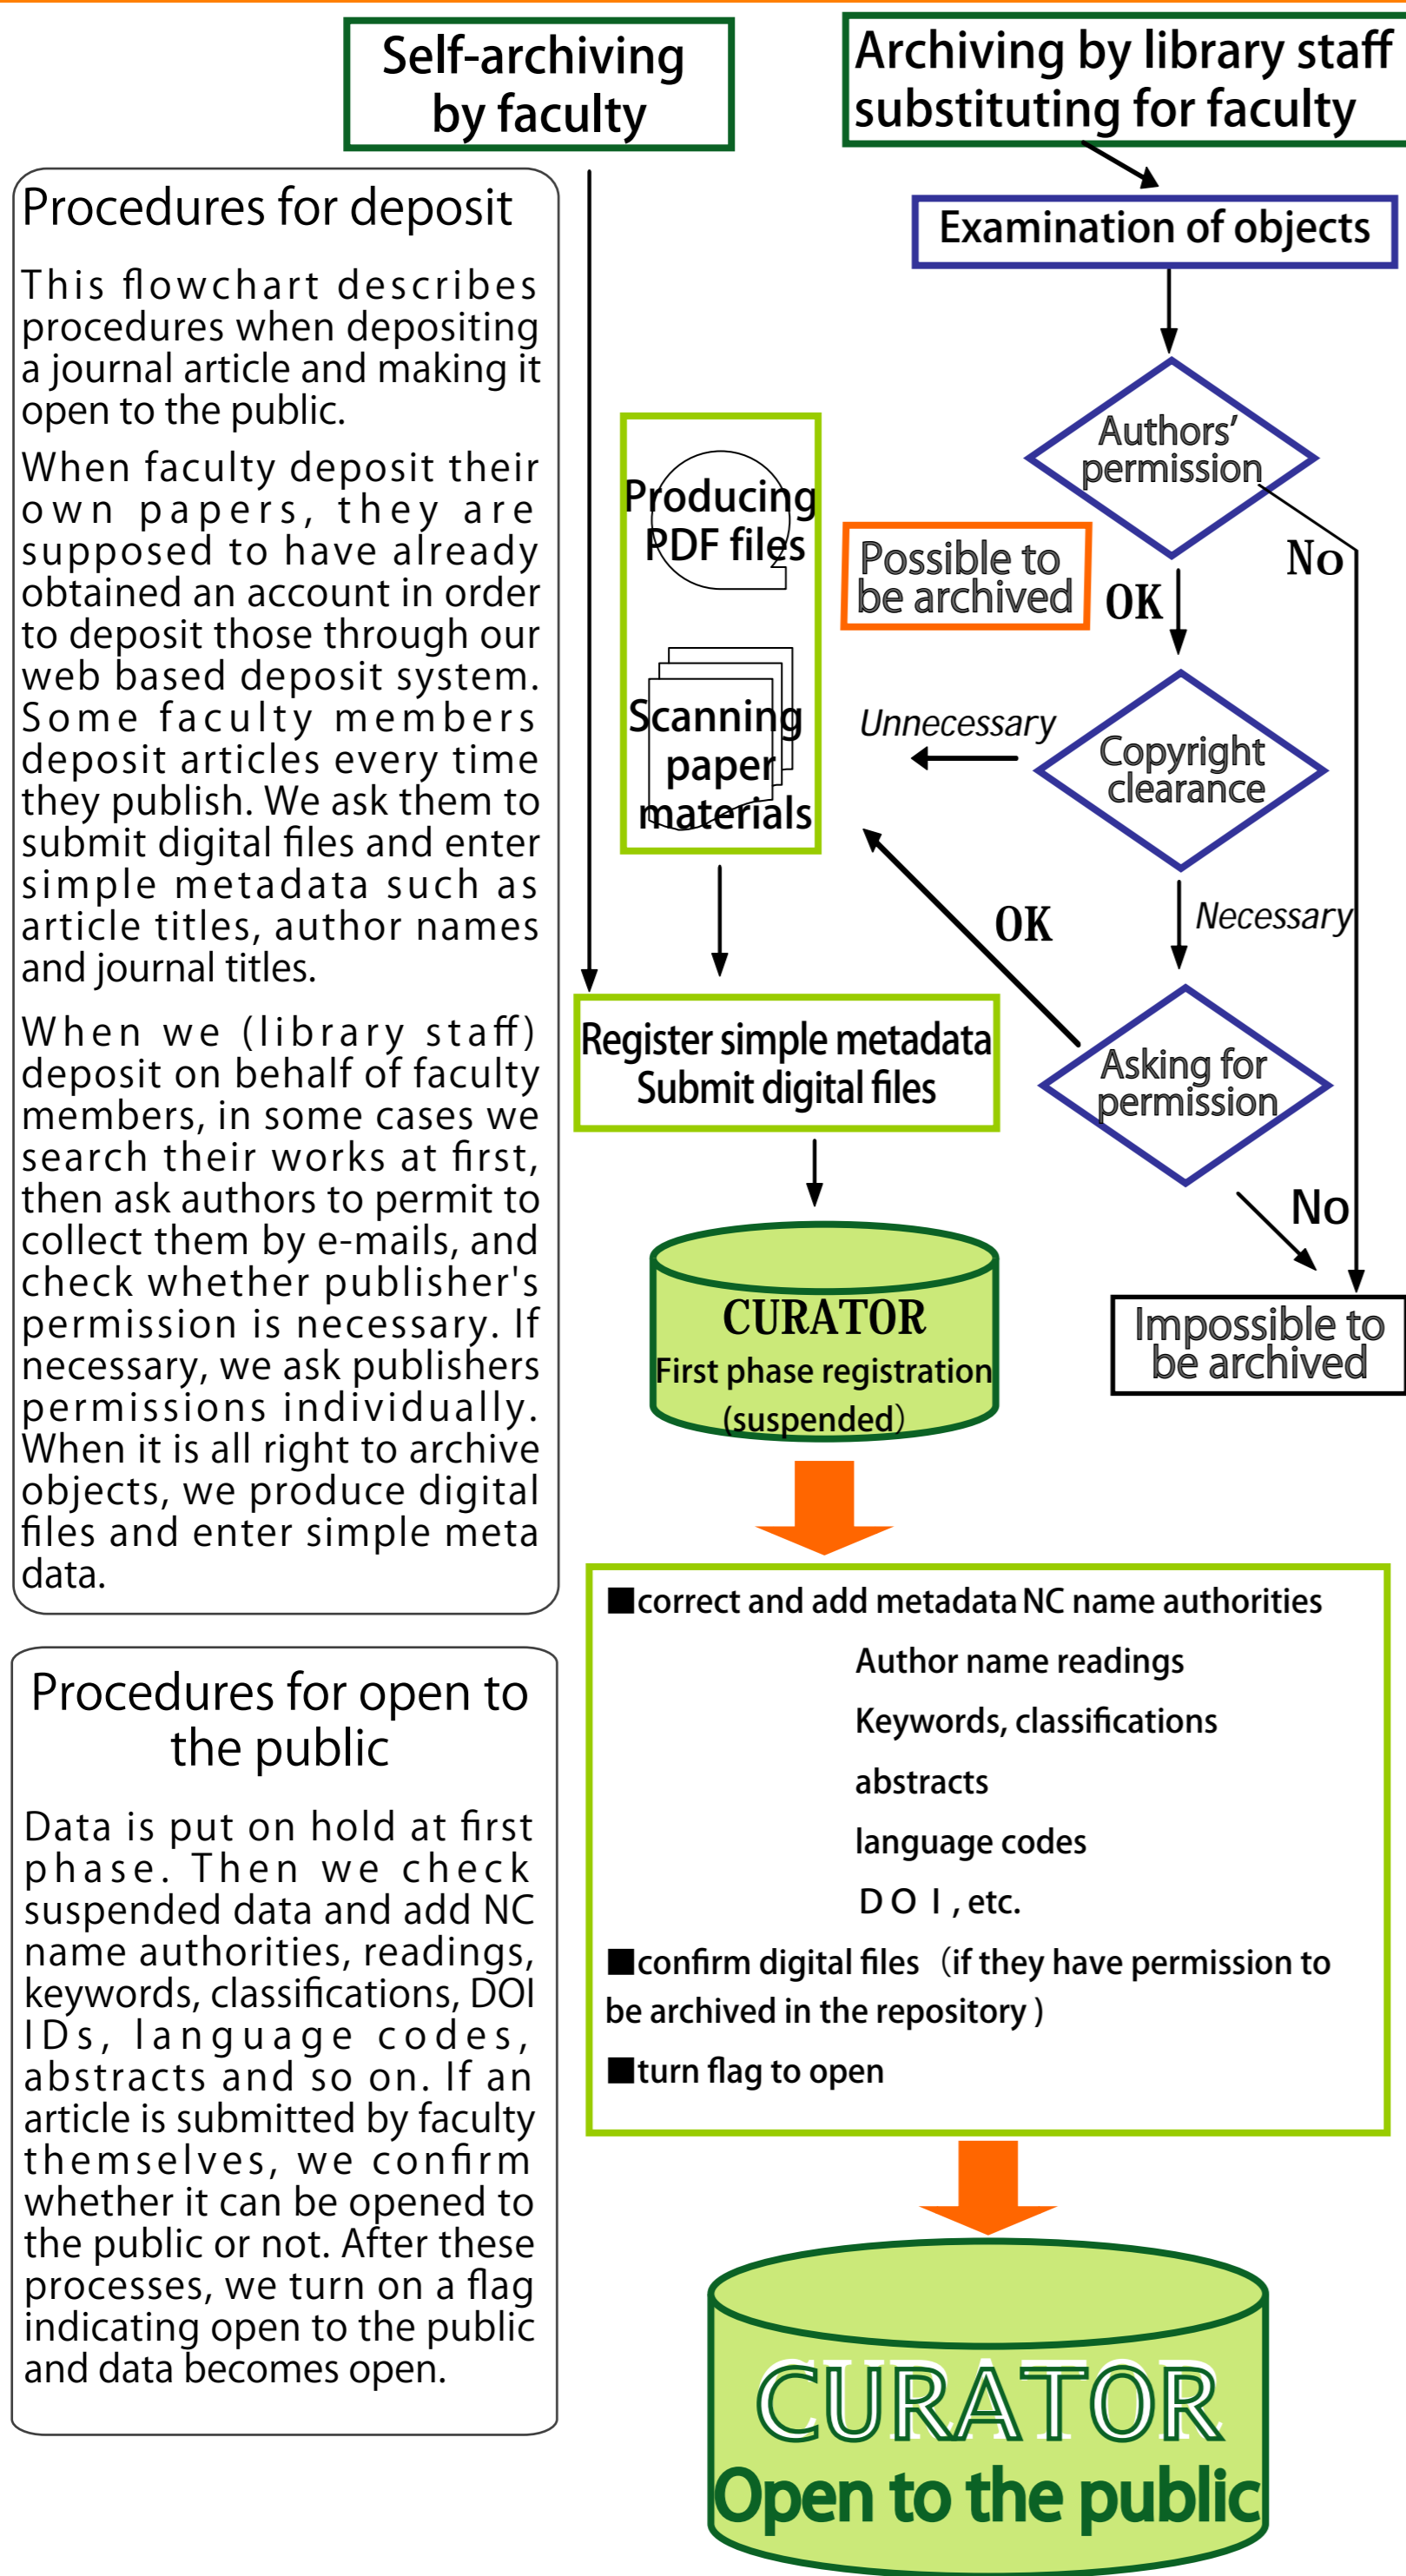 Self-archiving
by faculty
Archiving by library staff
substituting for faculty
Procedures for deposit
This flowchart describes
procedures when depositing
a journal article and making it
open to the public.
When faculty deposit their
own papers, they are
supposed to have already
obtained an account in order
to deposit those through our
web based deposit system.
Some faculty members
deposit articles every time
they publish. We ask them to
submit digital files and enter
simple metadata such as
article titles, author names
and journal titles.
When we (library staff)
deposit on behalf of faculty
members, in some cases we
search their works at first,
then ask authors to permit to
collect them by e-mails, and
check whether publisher's
permission is necessary. If
necessary, we ask publishers
permissions individually.
When it is all right to archive
objects, we produce digital
files and enter simple meta
data.
Examination of objects
Authors’
permission
No
OK
Possible to
be archived
Producing
PDF files
Scanning
paper
materials
Unnecessary
Copyright
clearance
Necessary
OK
Asking for
permission
No
Impossible to
be archived
Register simple metadata
Submit digital files
CURATOR
First phase registration
(suspended）
Procedures for open to
the public
Data is put on hold at first
phase. Then we check
suspended data and add NC
name authorities, readings,
keywords, classifications, DOI
IDs, language codes,
abstracts and so on. If an
article is submitted by faculty
themselves, we confirm
whether it can be opened to
the public or not. After these
processes, we turn on a flag
indicating open to the public
and data becomes open.
■correct and add metadata NC name authorities
Author name readings
Keywords, classifications
abstracts
language codes
ＤＯＩ, etc.
■confirm digital files（if they have permission to
be archived in the repository )
■turn flag to open
CURATOR
Open to the public